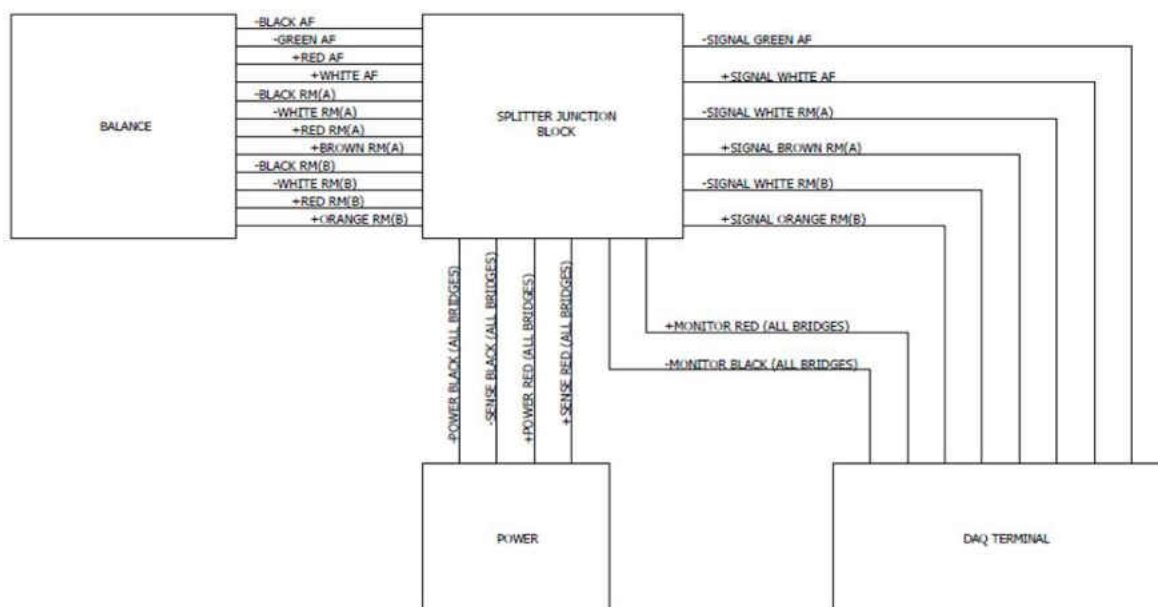 -BLACK AF
-GREEN AF
+RED AF
+WHITE AF
-BLACK RM(A)
-WHITE RM(A)
+RED RM(A)
+BROWN RM(A)
-BLACK RM(B)
-WHITE RM(B)
+RED RM(B)
+ORANGE RM(B)
BALANCE
SPLITTER JUNCTION
BLOCK
-SIGNAL GREEN AF
+SIGNAL WHITE AF
-SIGNAL WHITE RM(A)
+SIGNAL BROWN RM(A)
-SIGNAL WHITE RM(B)
+SIGNAL ORANGE RM(B)
-POWER BLACK (ALL BRIDGES)
-SENSE BLACK (ALL BRIDGES)
+POWER RED (ALL BRIDGES)
+SENSE RED (ALL BRIDGES)
+MONITOR RED (ALL BRIDGES)
-MONITOR BLACK (ALL BRIDGES)
POWER
DAQ TERMINAL